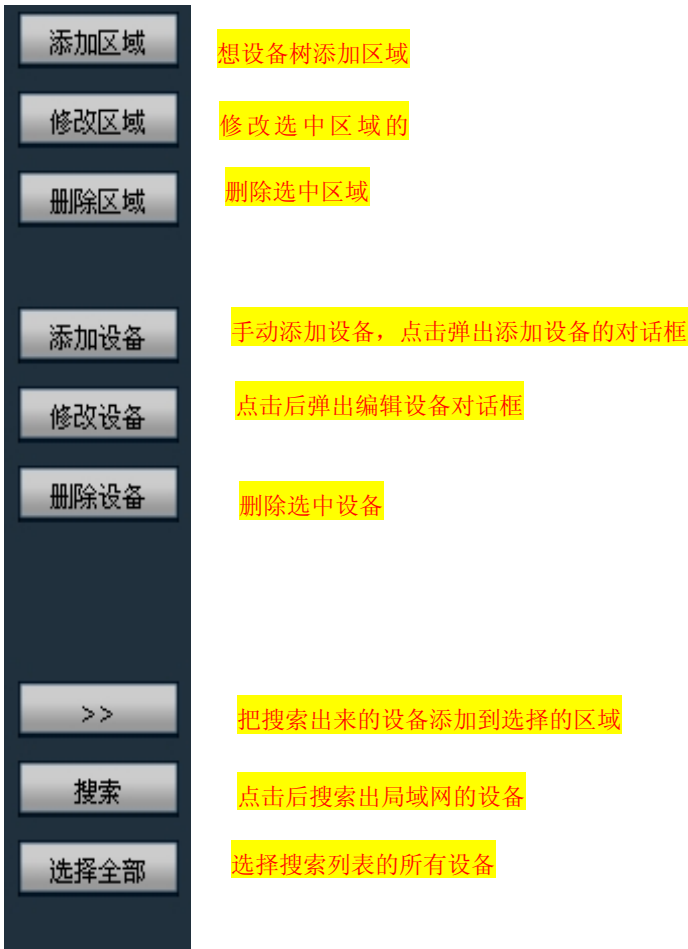 添加区域 想设备树添加区域
修改区域 修改选中区域的
删除区域 删除选中区域
添加设备 手动添加设备，点击弹出添加设备的对话框
修改设备 点击后弹出编辑设备对话框
删除设备 删除选中设备
>> 把搜索出来的设备添加到选择的区域
搜索 点击后搜索出局域网的设备
选择全部 选择搜索列表的所有设备